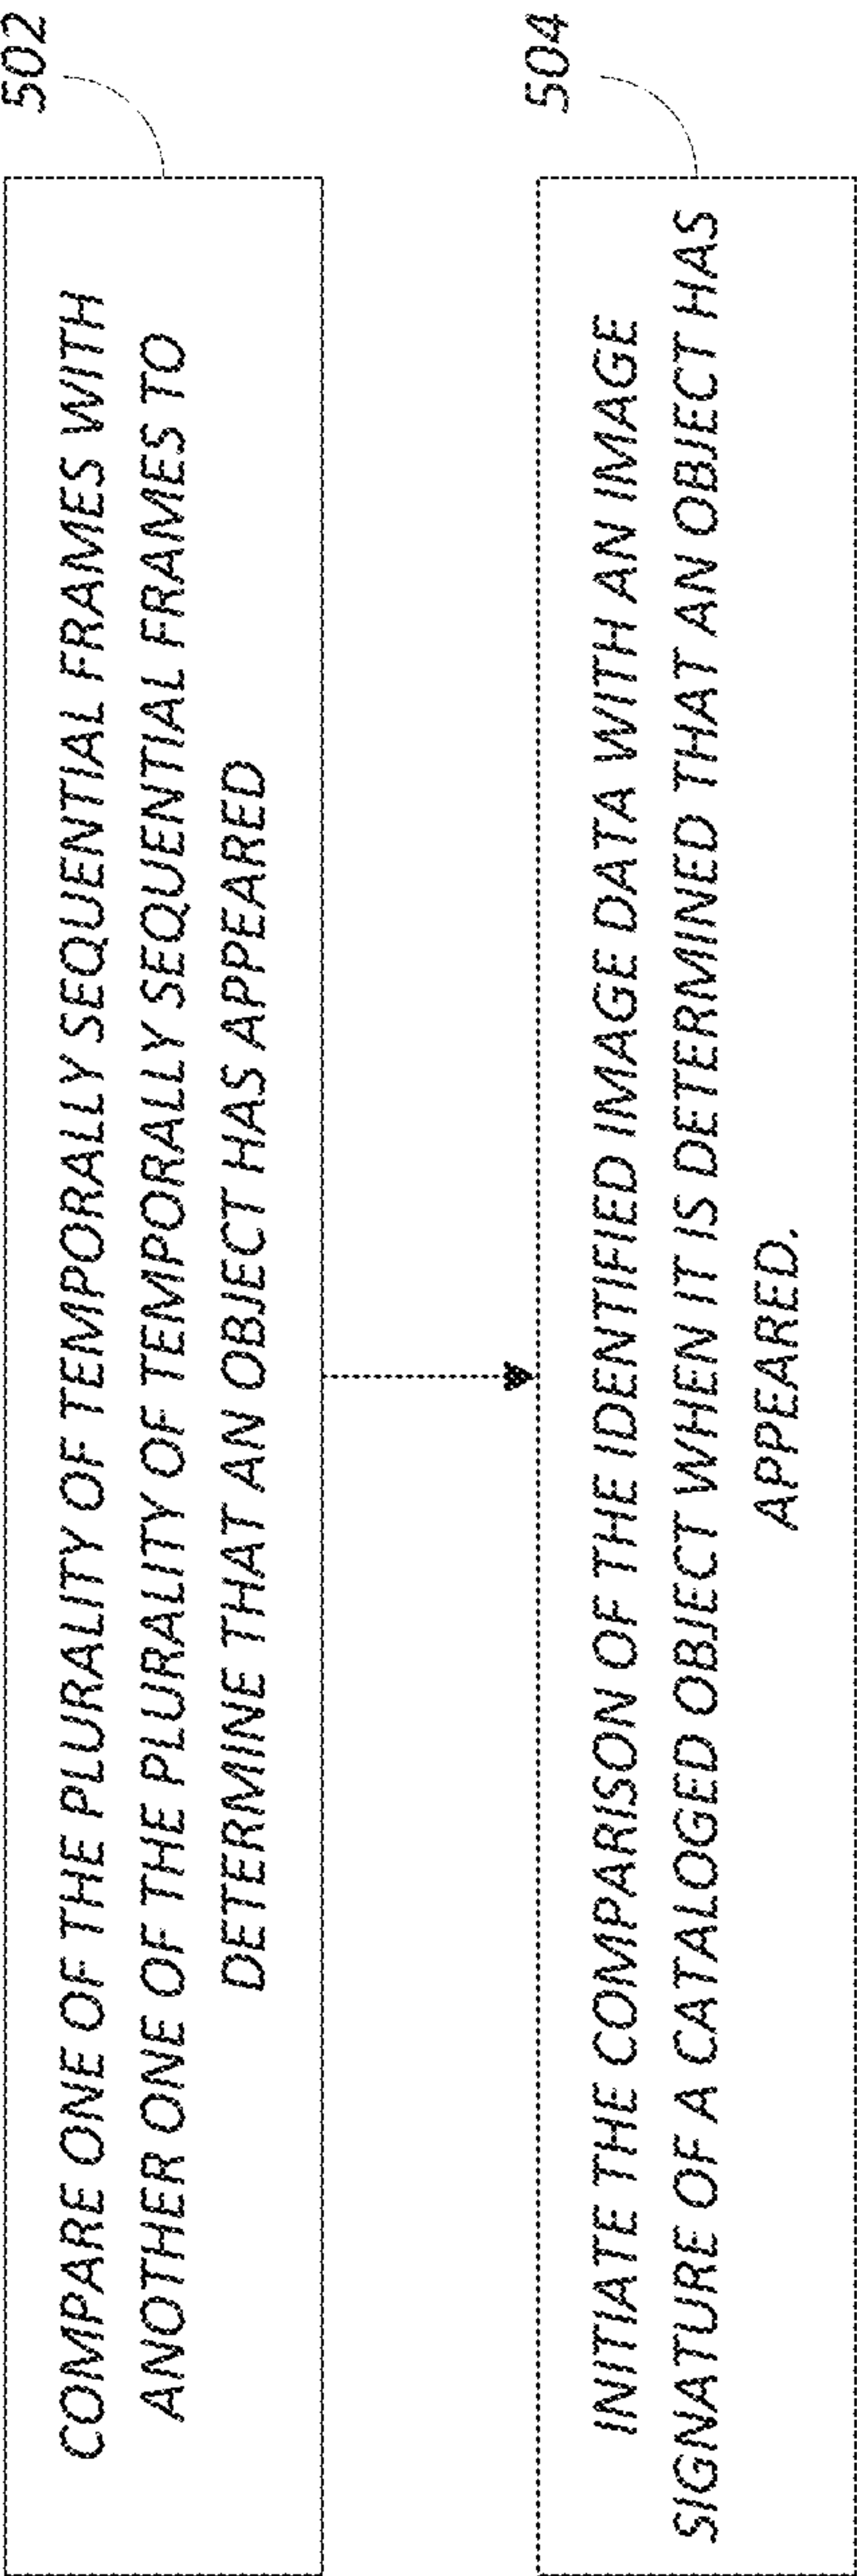 502
COMPARE ONE OF THE PLURALITY OF TEMPORALLY SEQUENTIAL FRAMES WITH
ANOTHER ONE OF THE PLURALITY OF TEMPORALLY SEQUENTIAL FRAMES TO
DETERMINE THAT AN OBJECT HAS APPEARED
504
INITIATE THE COMPARISON OF THE IDENTIFIED IMAGE DATA WITH AN IMAGE
SIGNATURE OF A CATALOGED OBJECT WHEN IT IS DETERMINED THAT AN OBJECT HAS
APPEARED.